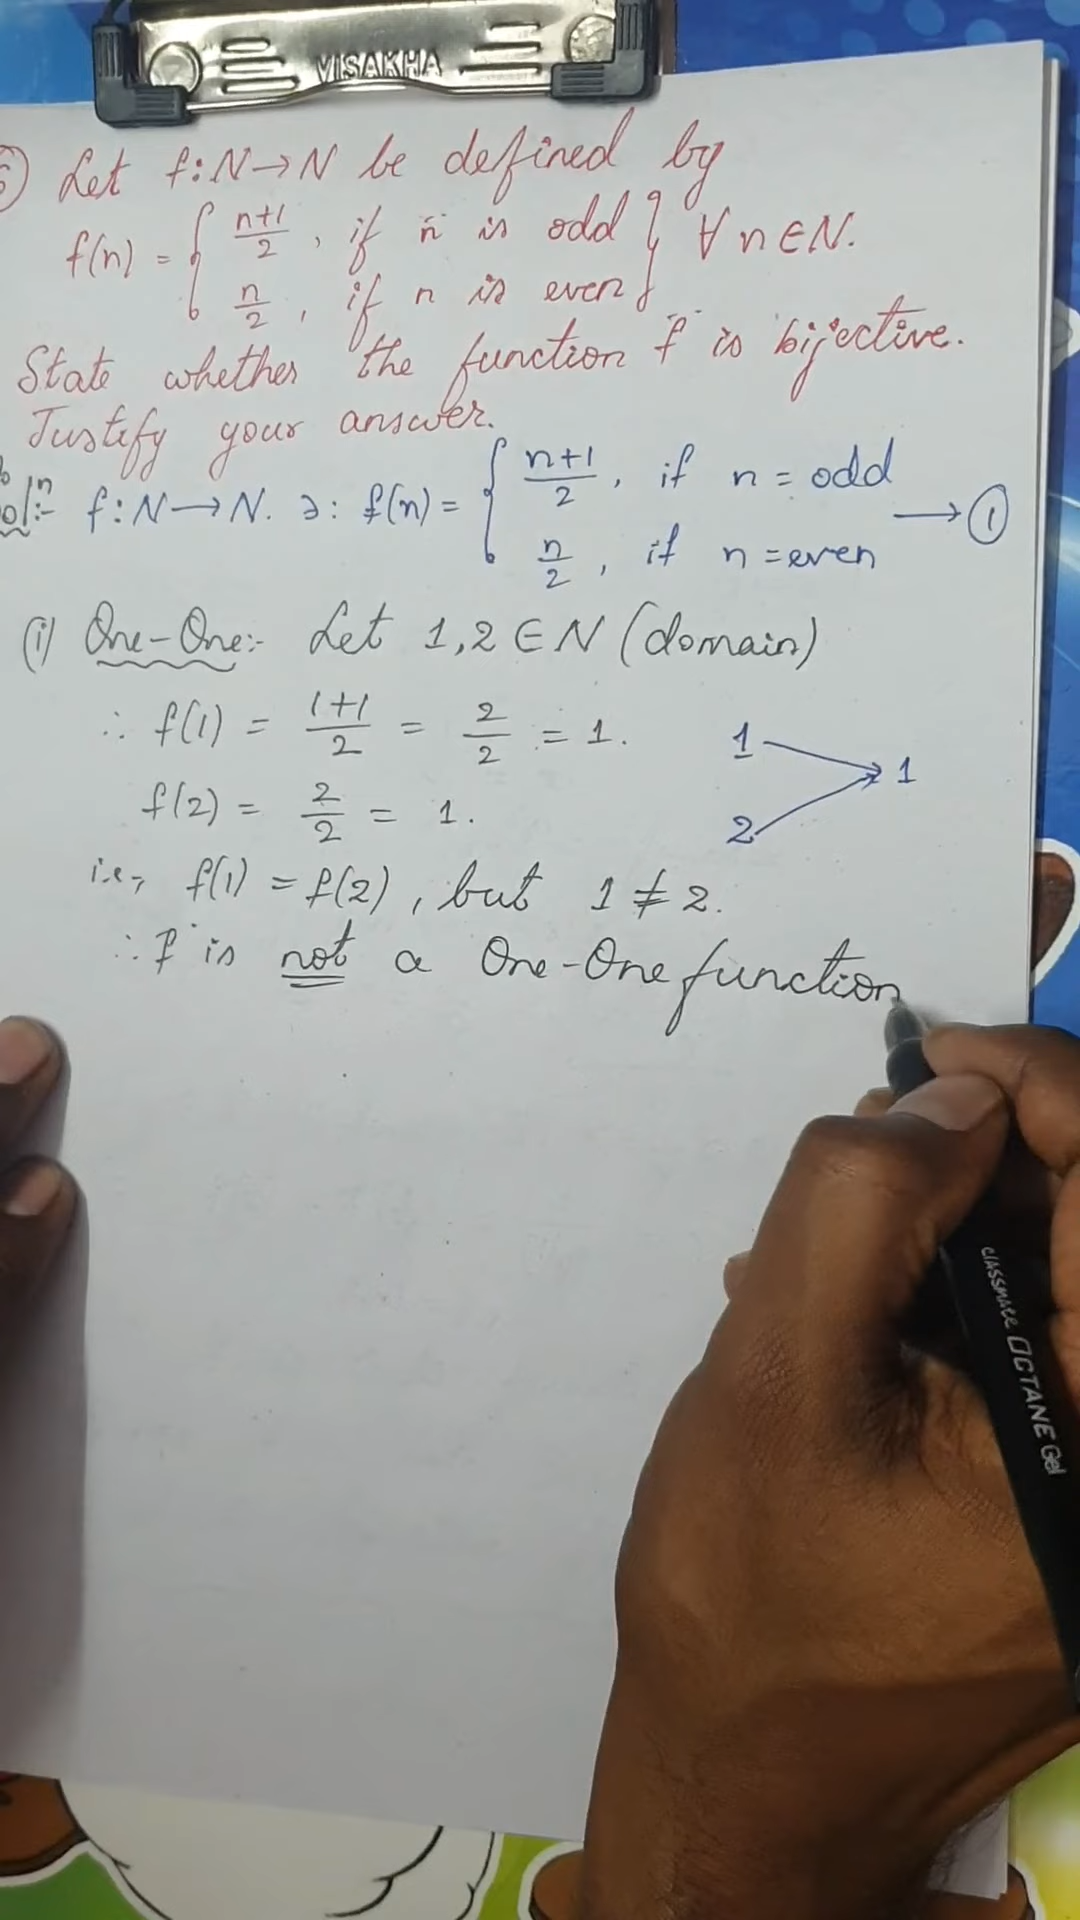 VISAKHA
Let f:N→N be defined by
f(n) = { n+1/2 , if n is odd } ∀ n∈N.
n/2 , if n is even
State whether the function f is bijective.
Justify your answer.
f:N→N. ∋: f(n) = { n+1/2 , if n = odd
→ ①
n/2 , if n = even
(i) One-One:- Let 1,2 ∈ N (domain)
∴ f(1) = 1+1/2 = 2/2 = 1.
f(2) = 2/2 = 1.
1 → 1
2
i.e., f(1) = f(2), but 1 ≠ 2.
∴ f is not a One-One function
classmate OCTANE Gel